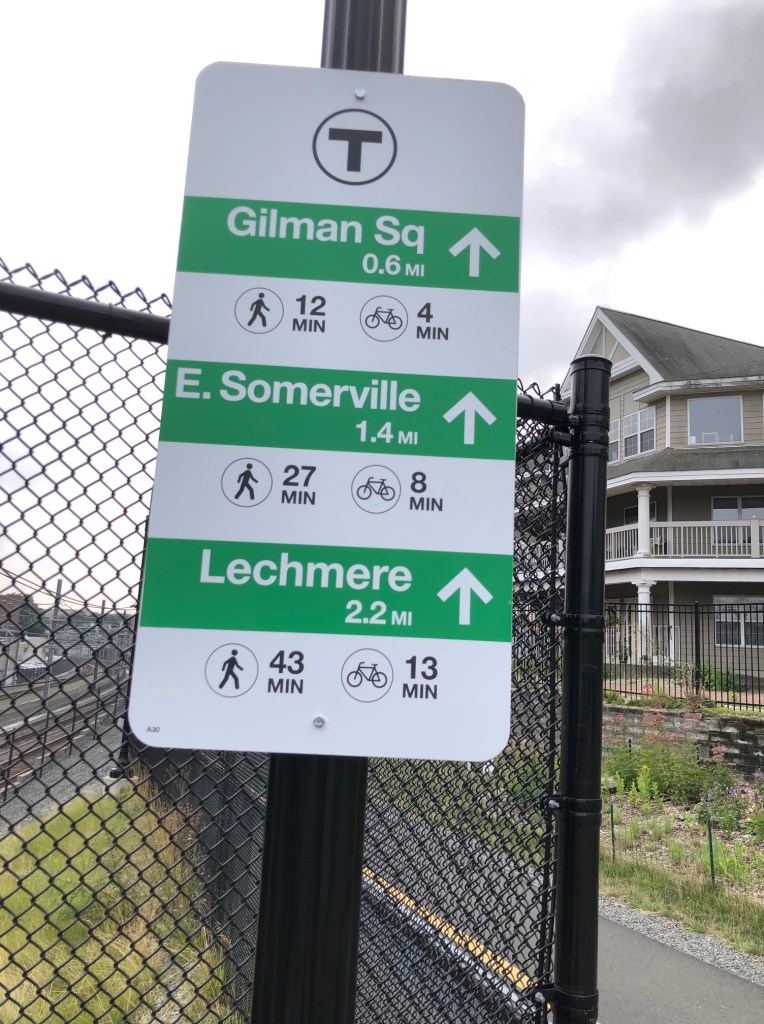 T
Gilman Sq
0.6 MI
12 MIN 4 MIN
E. Somerville
1.4 MI
27 MIN 8 MIN
Lechmere
2.2 MI
43 MIN 13 MIN
A30